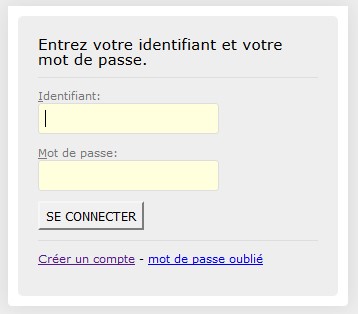 Entrez votre identifiant et votre
mot de passe.
Identifiant:
Mot de passe:
SE CONNECTER
Créer un compte - mot de passe oublié